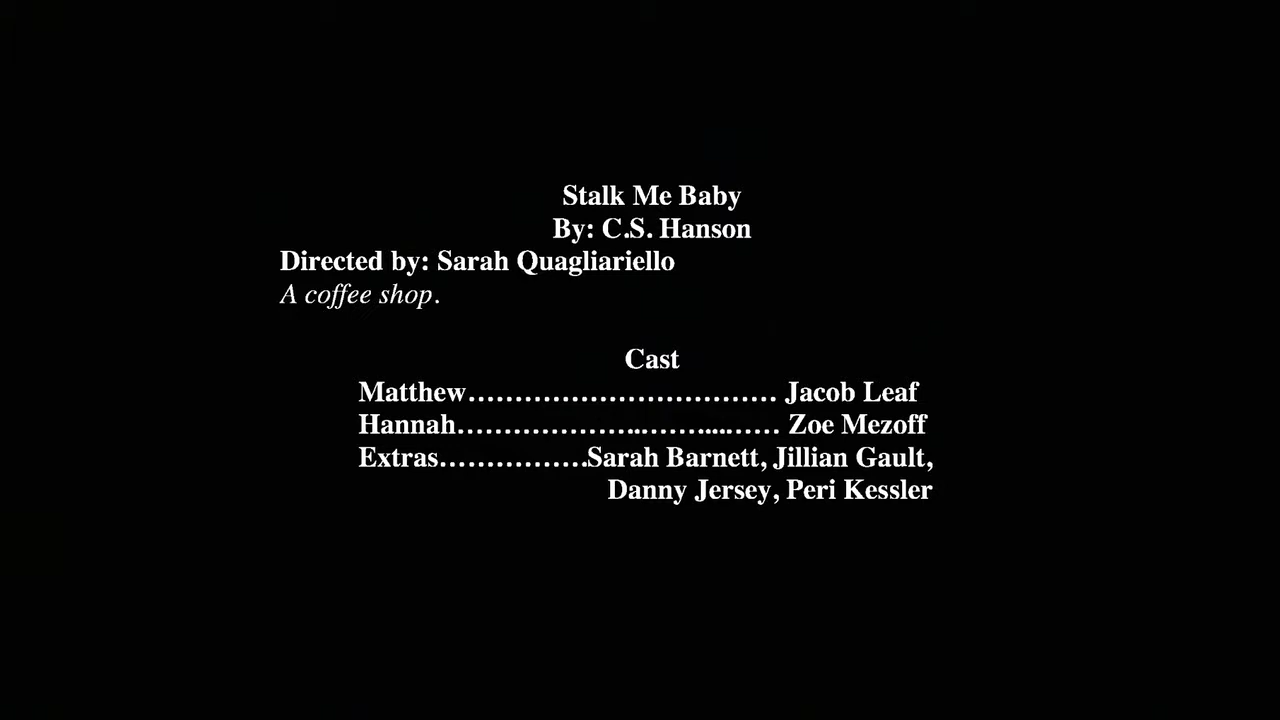 Stalk Me Baby
By: C.S. Hanson
Directed by: Sarah Quagliariello
A coffee shop.
Cast
Matthew…………………………… Jacob Leaf
Hannah………………...……....…… Zoe Mezoff
Extras…………….Sarah Barnett, Jillian Gault,
Danny Jersey, Peri Kessler